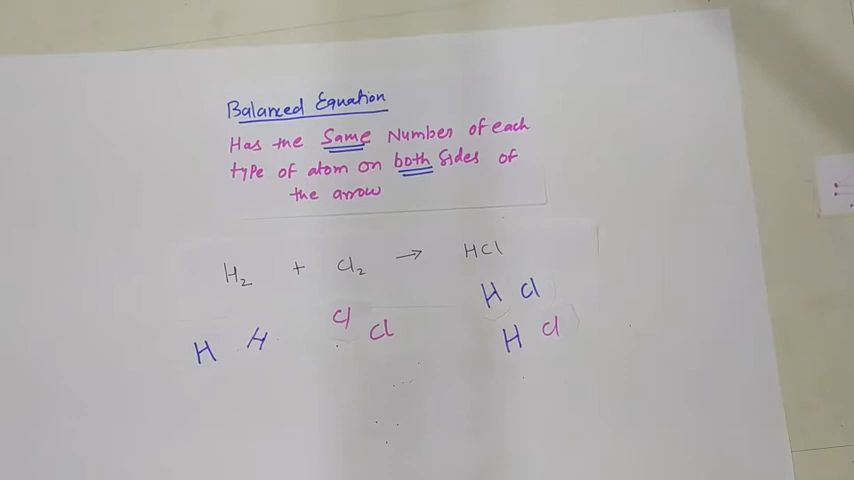 Balanced Equation
Has the Same Number of each
type of atom on both sides of
the arrow
H₂ + Cl₂ → HCl
H Cl
H H Cl Cl H Cl